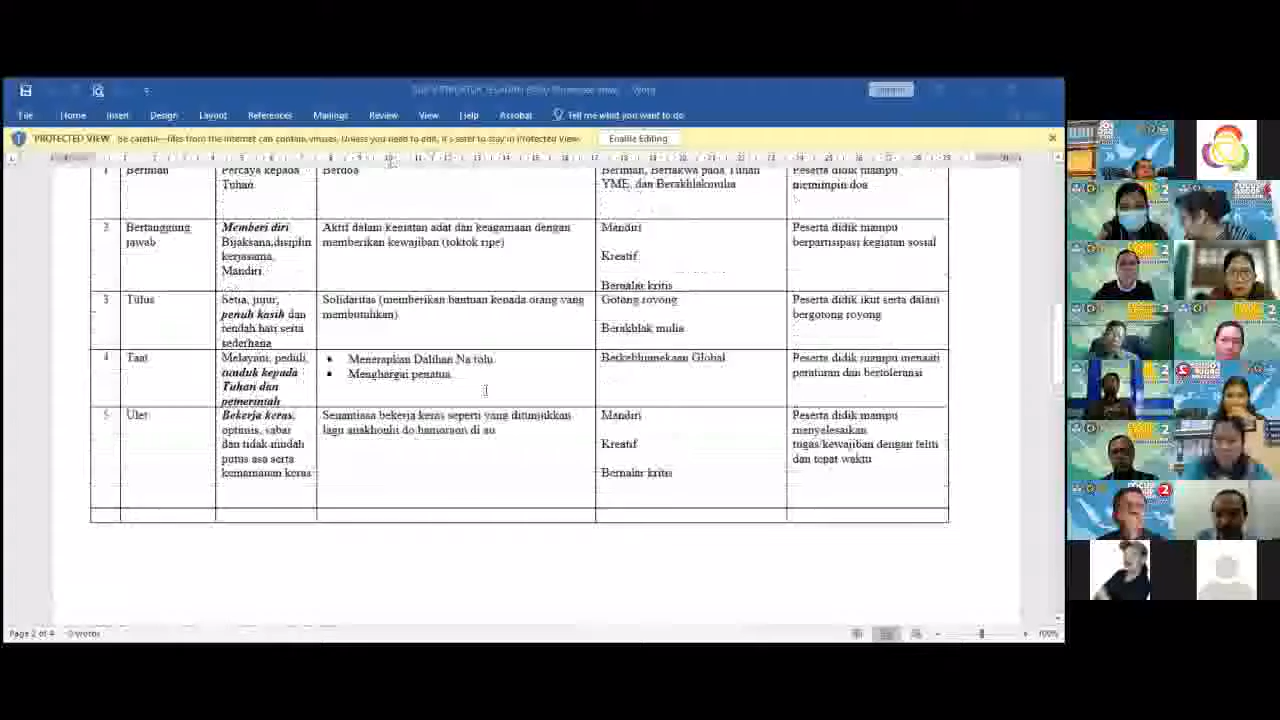 File Home Insert Design Layout References Mailings Review View Help Acrobat Tell me what you want to do
PROTECTED VIEW Be careful—files from the Internet can contain viruses. Unless you need to edit, it's safer to stay in Protected View. Enable Editing
1 Beriman Percaya kepada Tuhan
Berdoa
Beriman, Bertakwa pada Tuhan
YME, dan Berakhlakmulia
Peserta didik mampu
memimpin doa
2 Bertanggung
jawab
Memberi diri
Bijaksana,disiplin
kerjasama,
Mandiri.
Aktif dalam kegiatan adat dan keagamaan dengan
memberikan kewajiban (toktok ripe)
Mandiri
Kreatif
Bernalar kritis
Peserta didik mampu
berpartisipasi kegiatan sosial
3 Tulus
Setia, jujur,
penuh kasih dan
rendah hati serta
sederhana
Solidaritas (memberikan bantuan kepada orang yang
membutuhkan)
Gotong royong
Berakhlak mulia
Peserta didik ikut serta dalam
bergotong royong
4 Taat
Melayani, peduli,
tunduk kepada
Tuhan dan
pemerintah
Menerapkan Dalihan Na tolu
Menghargai penatua
Berkebhinnekaan Global
Peserta didik mampu menaati
peraturan dan bertoleransi
5 Ulet
Bekerja keras,
optimis, sabar
dan tidak mudah
putus asa serta
kemamauan keras
Senantiasa bekerja keras seperti yang ditunjukkan
lagu anakhonhi do hamoraon di au
Mandiri
Kreatif
Bernalar kritis
Peserta didik mampu
menyelesaikan
tugas/kewajiban dengan teliti
dan tepat waktu
Page 2 of 4 0 words
100%